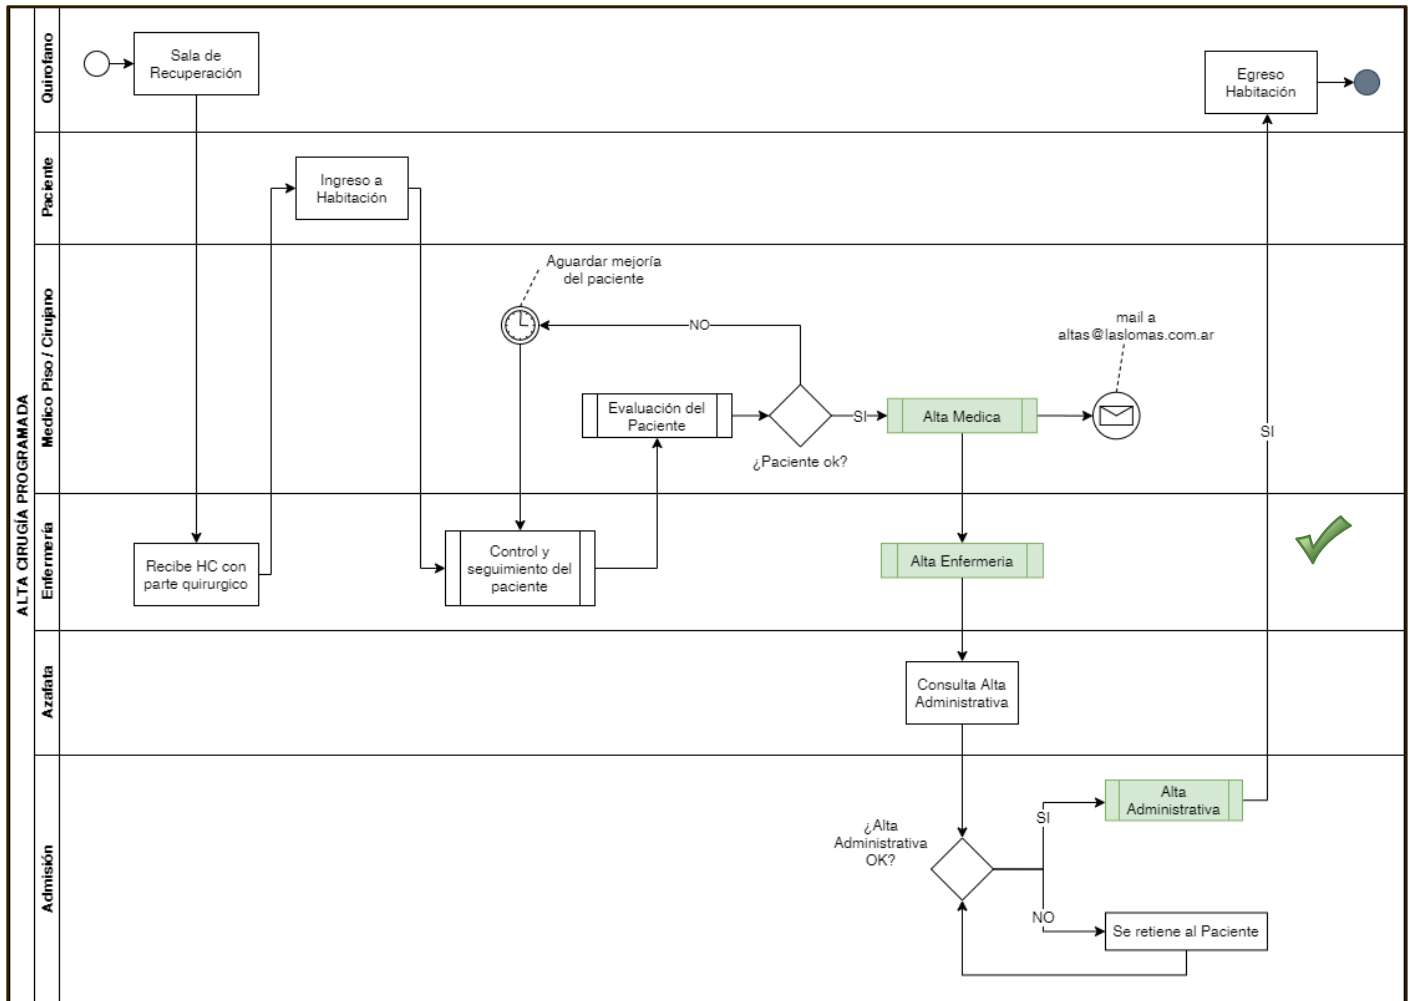 ALTA CIRUGÍA PROGRAMADA
Quirofano
Sala de
Recuperación
Egreso
Habitación
Paciente
Ingreso a
Habitación
Medico Piso / Cirujano
Aguardar mejoría
del paciente
NO
mail a
altas@laslomas.com.ar
Evaluación del
Paciente
SI
Alta Medica
¿Paciente ok?
SI
Enfermería
Recibe HC con
parte quirurgico
Control y
seguimiento del
paciente
Alta Enfermeria
Azafata
Consulta Alta
Administrativa
Admisión
¿Alta
Administrativa
OK?
SI
Alta
Administrativa
NO
Se retiene al Paciente